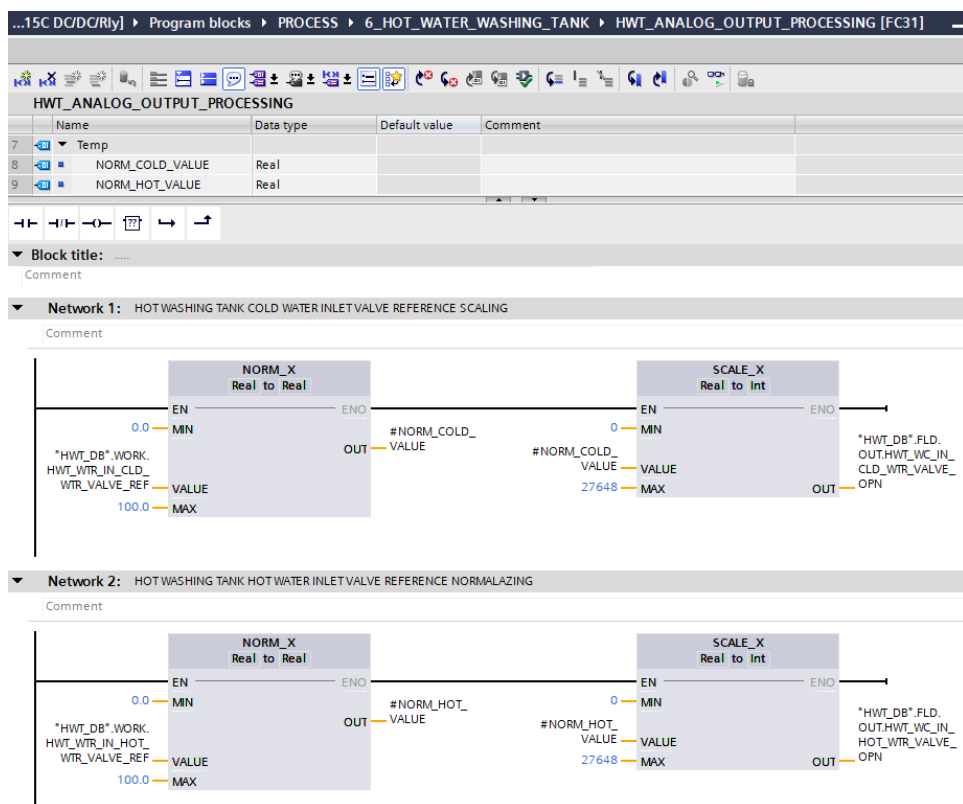 ...15C DC/DC/Rly] ▸ Program blocks ▸ PROCESS ▸ 6_HOT_WATER_WASHING_TANK ▸ HWT_ANALOG_OUTPUT_PROCESSING [FC31]
HWT_ANALOG_OUTPUT_PROCESSING
Name Data type Default value Comment
7 Temp
8 NORM_COLD_VALUE Real
9 NORM_HOT_VALUE Real
??
Block title: .....
Comment
Network 1: HOT WASHING TANK COLD WATER INLET VALVE REFERENCE SCALING
Comment
NORM_X
Real to Real
EN
ENO
0.0
MIN
"HWT_DB".WORK.
HWT_WTR_IN_CLD_
WTR_VALVE_REF
VALUE
100.0
MAX
OUT
#NORM_COLD_
VALUE
SCALE_X
Real to Int
EN
ENO
0
MIN
#NORM_COLD_
VALUE
VALUE
27648
MAX
OUT
"HWT_DB".FLD.
OUT.HWT_WC_IN_
CLD_WTR_VALVE_
OPN
Network 2: HOT WASHING TANK HOT WATER INLET VALVE REFERENCE NORMALAZING
Comment
NORM_X
Real to Real
EN
ENO
0.0
MIN
"HWT_DB".WORK.
HWT_WTR_IN_HOT_
WTR_VALVE_REF
VALUE
100.0
MAX
OUT
#NORM_HOT_
VALUE
SCALE_X
Real to Int
EN
ENO
0
MIN
#NORM_HOT_
VALUE
VALUE
27648
MAX
OUT
"HWT_DB".FLD.
OUT.HWT_WC_IN_
HOT_WTR_VALVE_
OPN